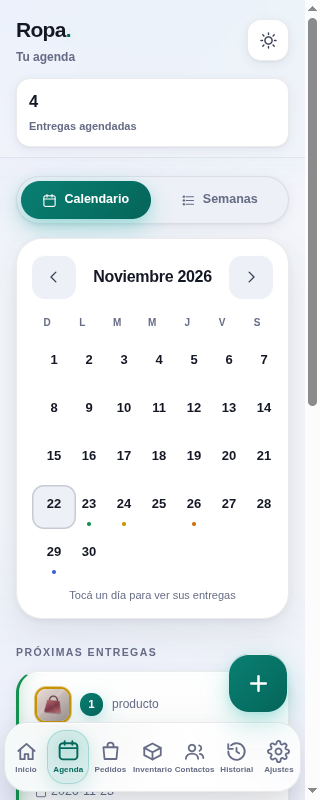 Ropa.
Tu agenda
4
Entregas agendadas
Calendario Semanas
Noviembre 2026
D L M M J V S
1 2 3 4 5 6 7
8 9 10 11 12 13 14
15 16 17 18 19 20 21
22 23 24 25 26 27 28
29 30
Tocá un día para ver sus entregas
PRÓXIMAS ENTREGAS
1 producto
Inicio Agenda Pedidos Inventario Contactos Historial Ajustes
2026-11-23